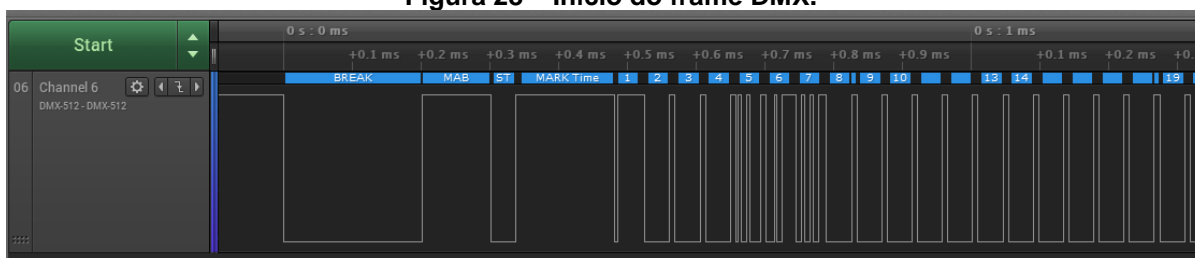 Figura 26 – Início do frame DMX.
Start
0 s : 0 ms
0 s : 1 ms
+0.1 ms +0.2 ms +0.3 ms +0.4 ms +0.5 ms +0.6 ms +0.7 ms +0.8 ms +0.9 ms +0.1 ms +0.2 ms
06 Channel 6
DMX-512 - DMX-512
BREAK MAB ST MARK Time 1 2 3 4 5 6 7 8 9 10 13 14 19